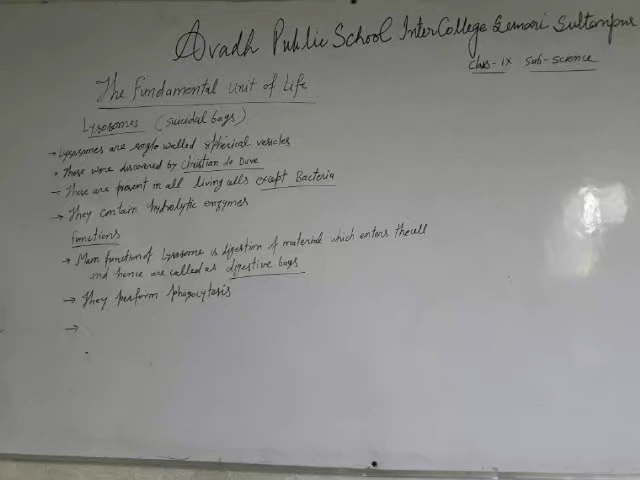 Avadh Public School InterCollege Semari Sultanpur
Class-IX Sub-Science
The Fundamental Unit of Life
Lysosomes (Suicidal bags)
→ Lysosomes are single walled spherical vesicles
• These were discovered by Christian de Duve
- These are present in all living cells except Bacteria
→ They contain hydrolytic enzymes
Functions
→ Main function of Lysosome is digestion of material which enters the cell
and hence are called as digestive bags
→ They perform phagocytosis
→